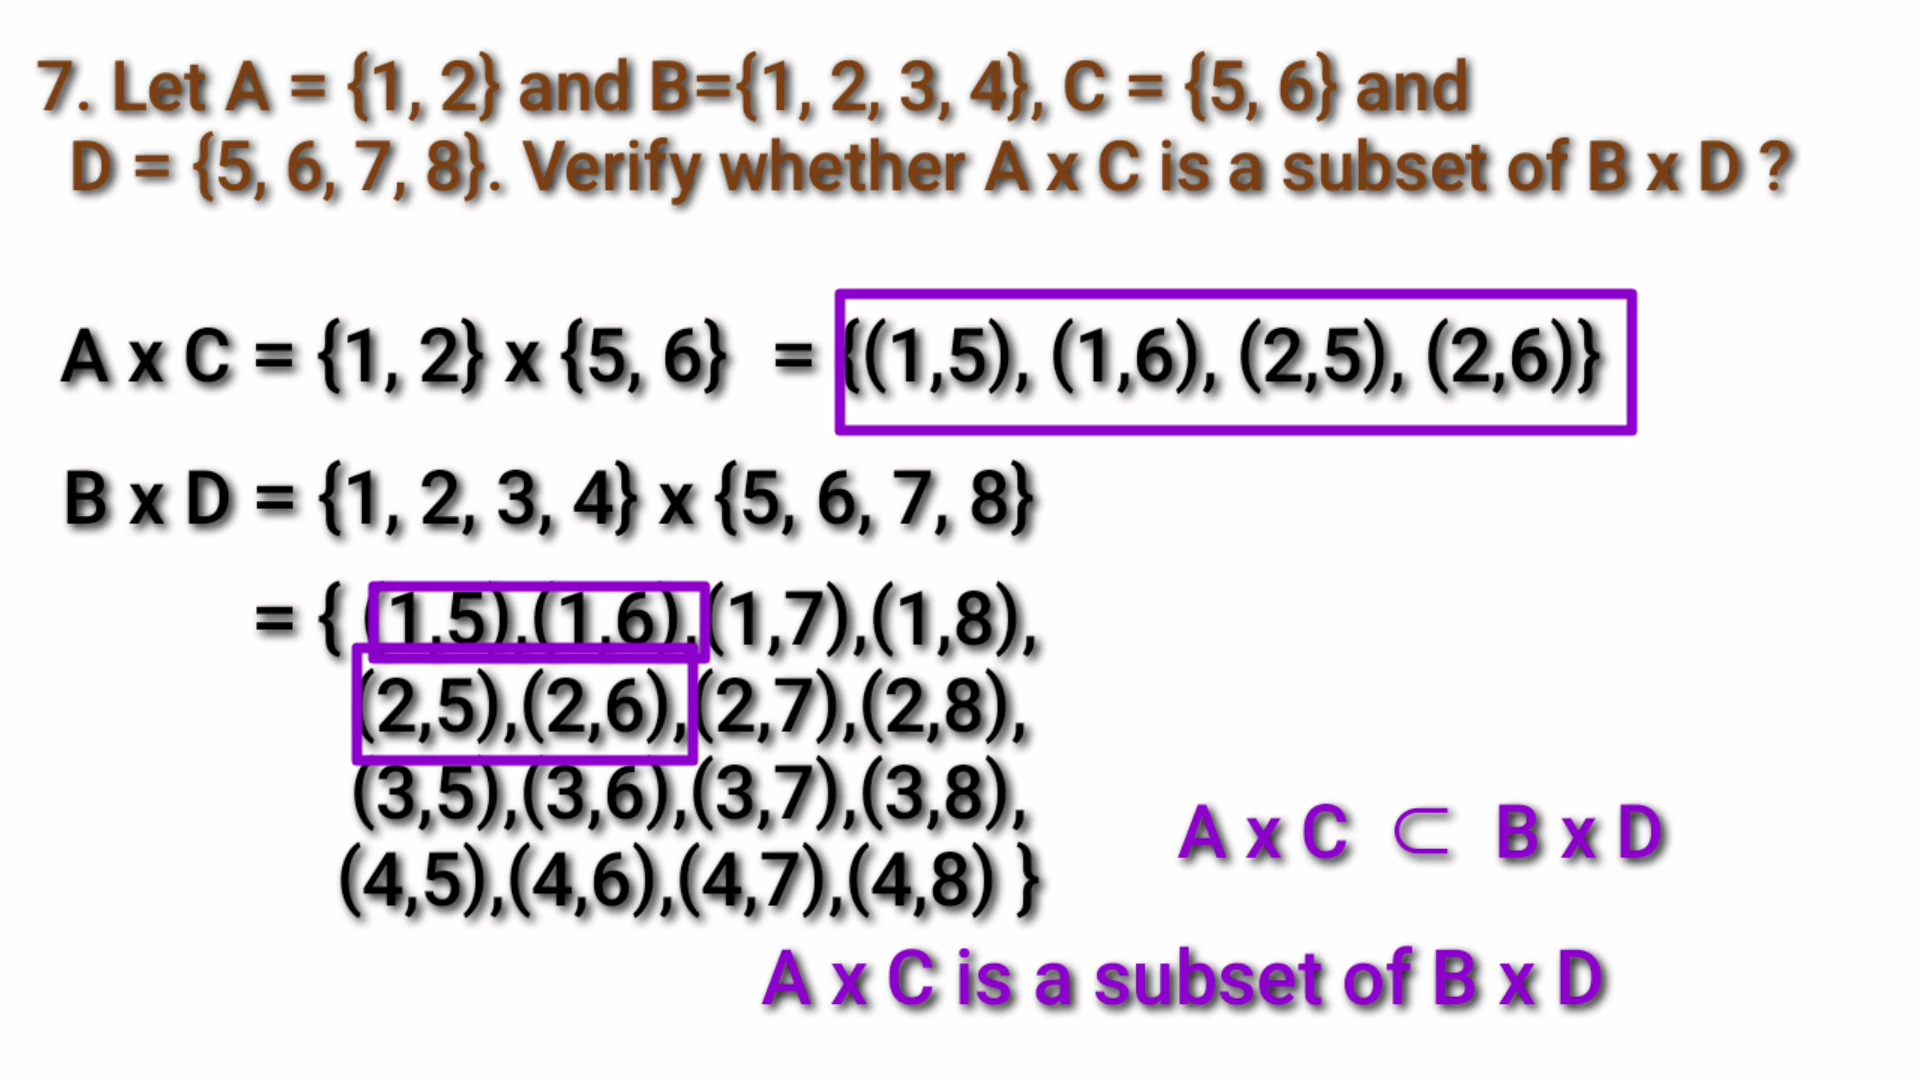 7. Let A = {1, 2} and B={1, 2, 3, 4}, C = {5, 6} and
D = {5, 6, 7, 8}. Verify whether A x C is a subset of B x D ?
A x C = {1, 2} x {5, 6} = {(1,5), (1,6), (2,5), (2,6)}
B x D = {1, 2, 3, 4} x {5, 6, 7, 8}
= { (1,5),(1,6),(1,7),(1,8),
(2,5),(2,6),(2,7),(2,8),
(3,5),(3,6),(3,7),(3,8),
(4,5),(4,6),(4,7),(4,8) }
A x C ⊂ B x D
A x C is a subset of B x D